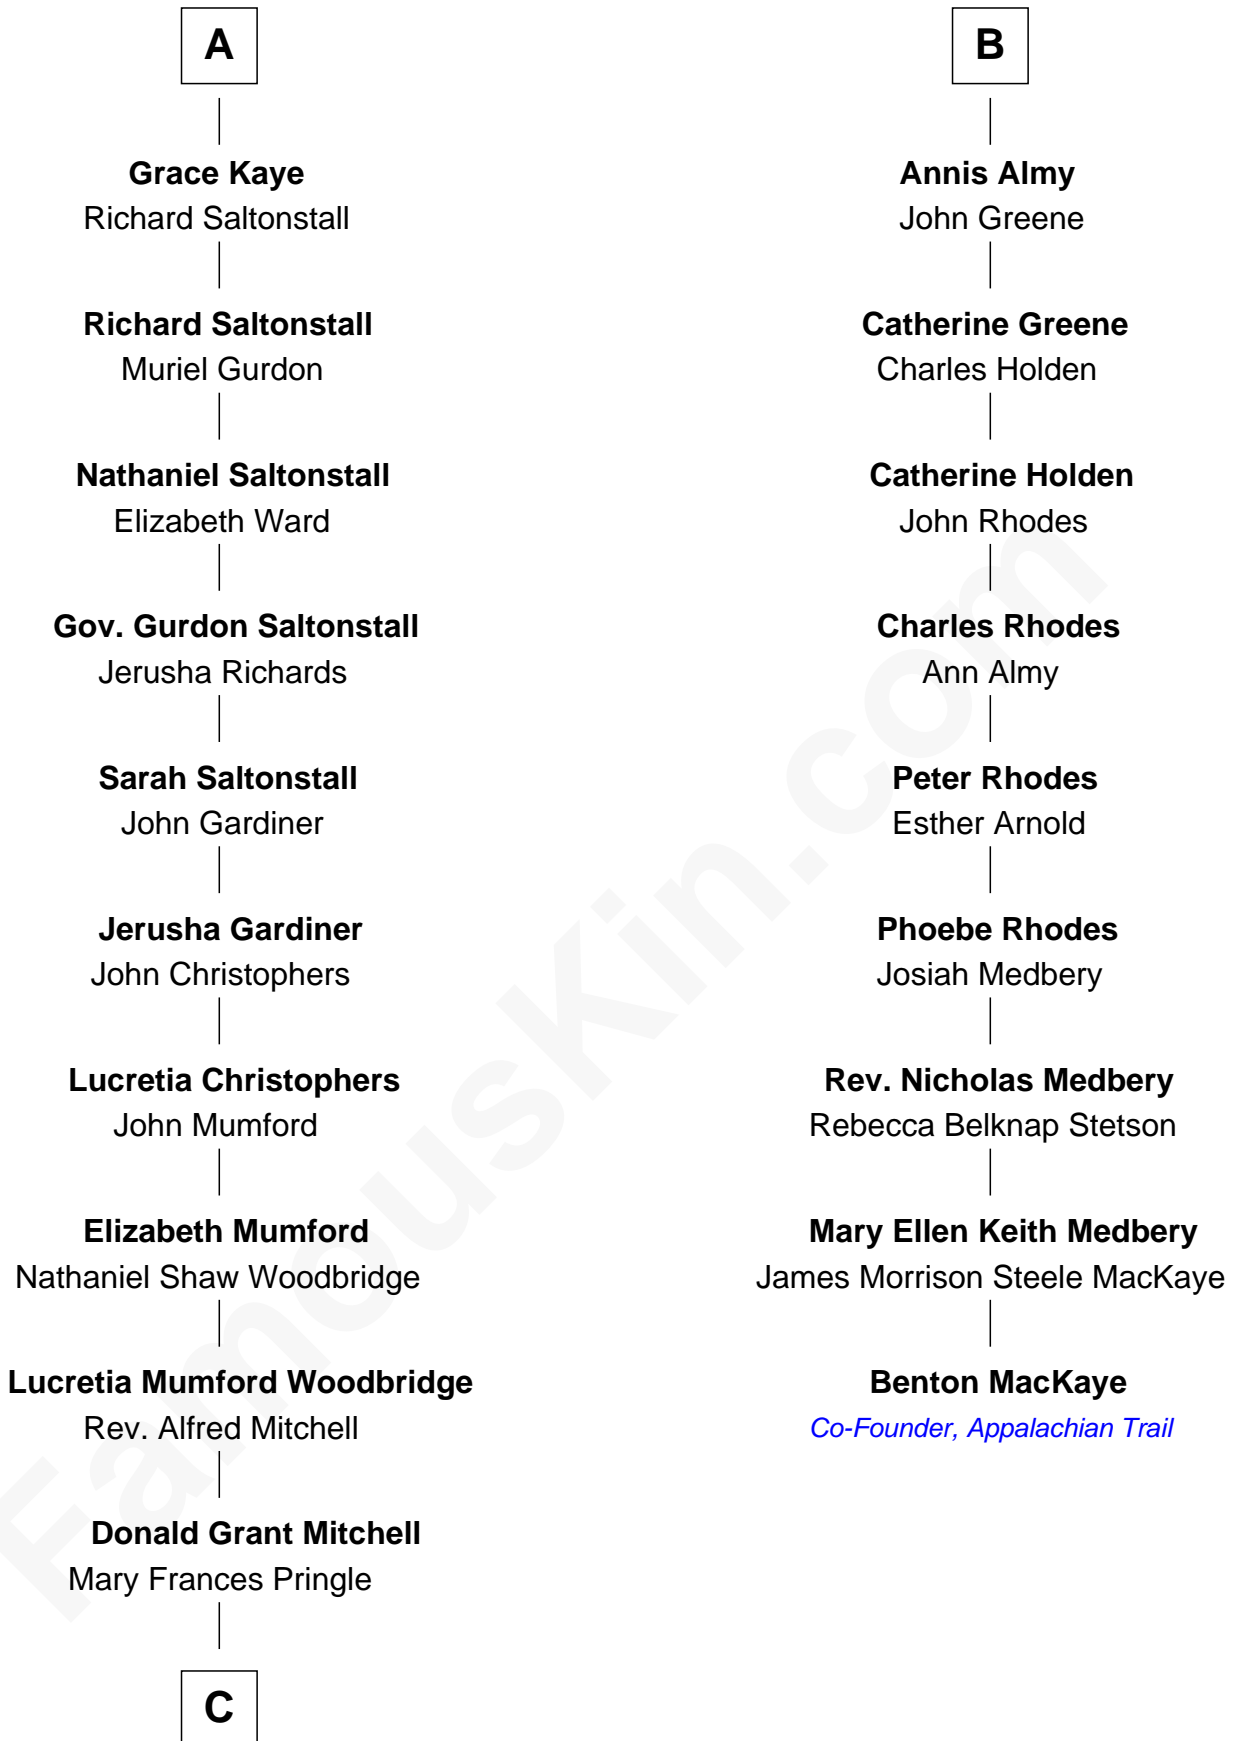 A
Grace Kaye
Richard Saltonstall
Richard Saltonstall
Muriel Gurdon
Nathaniel Saltonstall
Elizabeth Ward
Gov. Gurdon Saltonstall
Jerusha Richards
Sarah Saltonstall
John Gardiner
Jerusha Gardiner
John Christophers
Lucretia Christophers
John Mumford
Elizabeth Mumford
Nathaniel Shaw Woodbridge
Lucretia Mumford Woodbridge
Rev. Alfred Mitchell
Donald Grant Mitchell
Mary Frances Pringle
C
B
Annis Almy
John Greene
Catherine Greene
Charles Holden
Catherine Holden
John Rhodes
Charles Rhodes
Ann Almy
Peter Rhodes
Esther Arnold
Phoebe Rhodes
Josiah Medbery
Rev. Nicholas Medbery
Rebecca Belknap Stetson
Mary Ellen Keith Medbery
James Morrison Steele MacKaye
Benton MacKaye
Co-Founder, Appalachian Trail
FamousKin.com